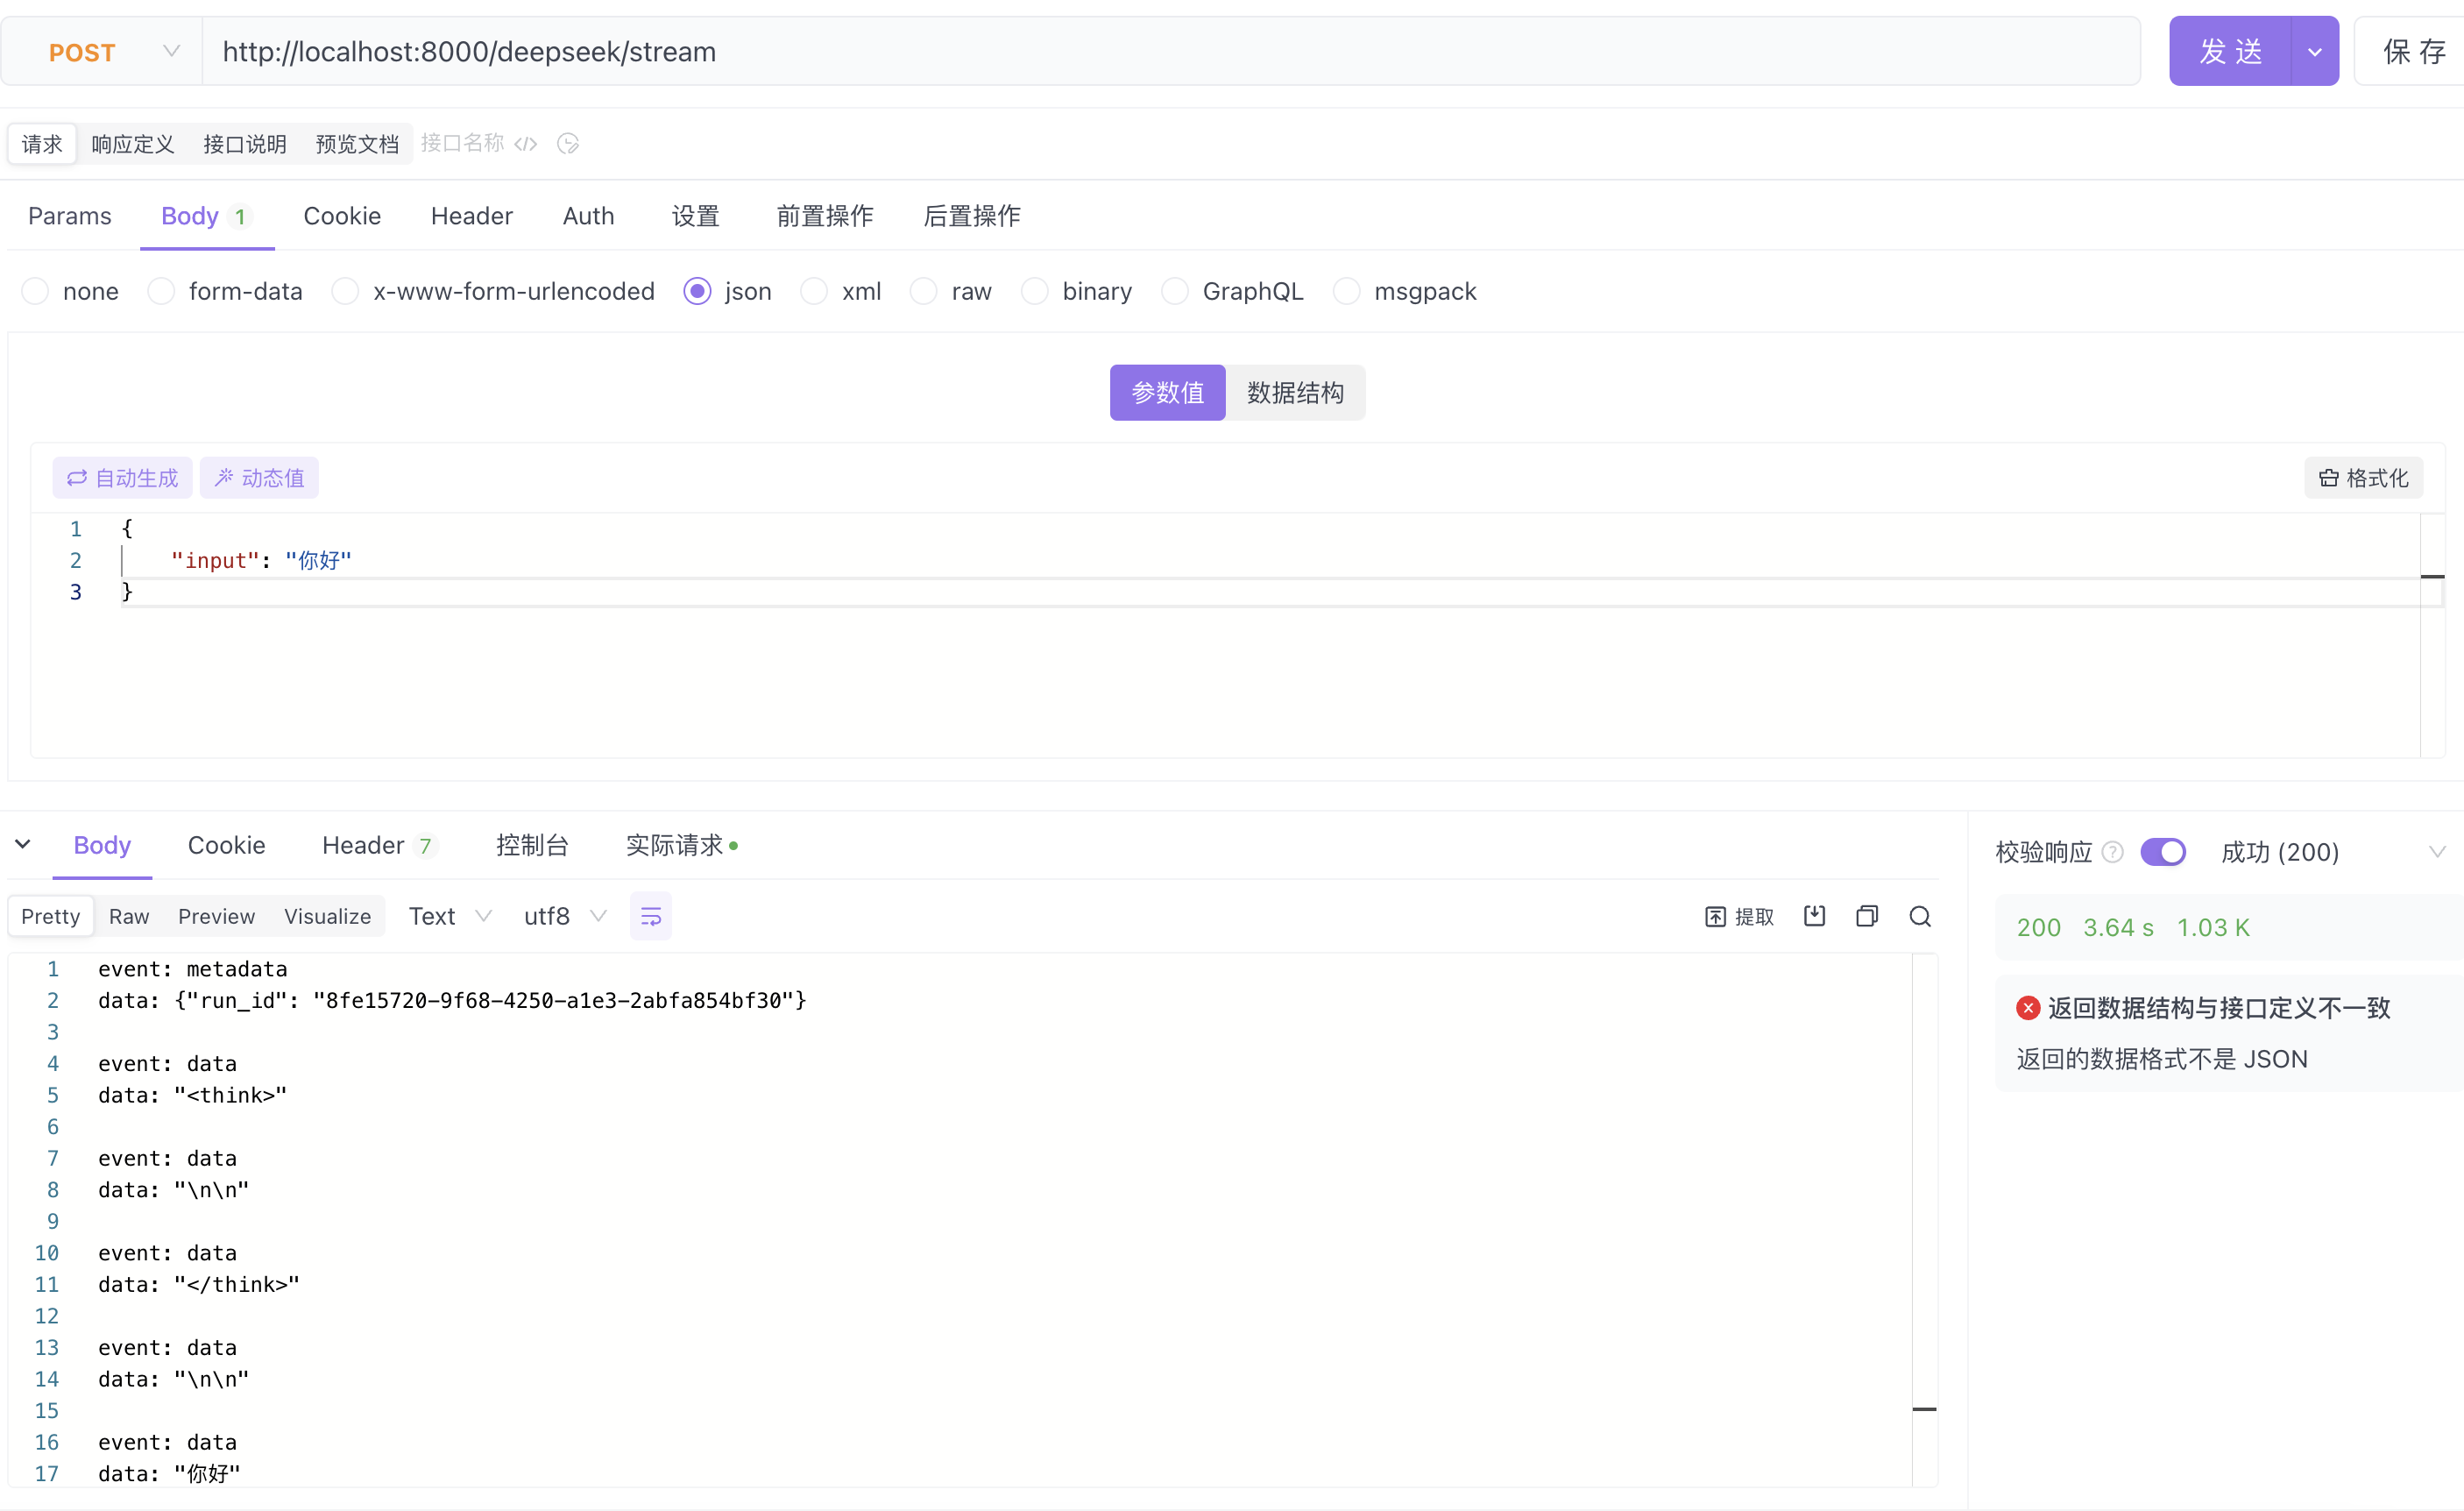 POST http://localhost:8000/deepseek/stream 发 送 保 存
请求 响应定义 接口说明 预览文档 接口名称 </>
Params Body 1 Cookie Header Auth 设置 前置操作 后置操作
none form-data x-www-form-urlencoded json xml raw binary GraphQL msgpack
参数值 数据结构
自动生成 动态值 格式化
1 {
2 "input": "你好"
3 }
Body Cookie Header 7 控制台 实际请求
Pretty Raw Preview Visualize Text utf8 提取
1 event: metadata
2 data: {"run_id": "8fe15720-9f68-4250-a1e3-2abfa854bf30"}
3
4 event: data
5 data: "<think>"
6
7 event: data
8 data: "\n\n"
9
10 event: data
11 data: "</think>"
12
13 event: data
14 data: "\n\n"
15
16 event: data
17 data: "你好"
校验响应 ? 成功 (200)
200 3.64 s 1.03 K
返回数据结构与接口定义不一致
返回的数据格式不是 JSON